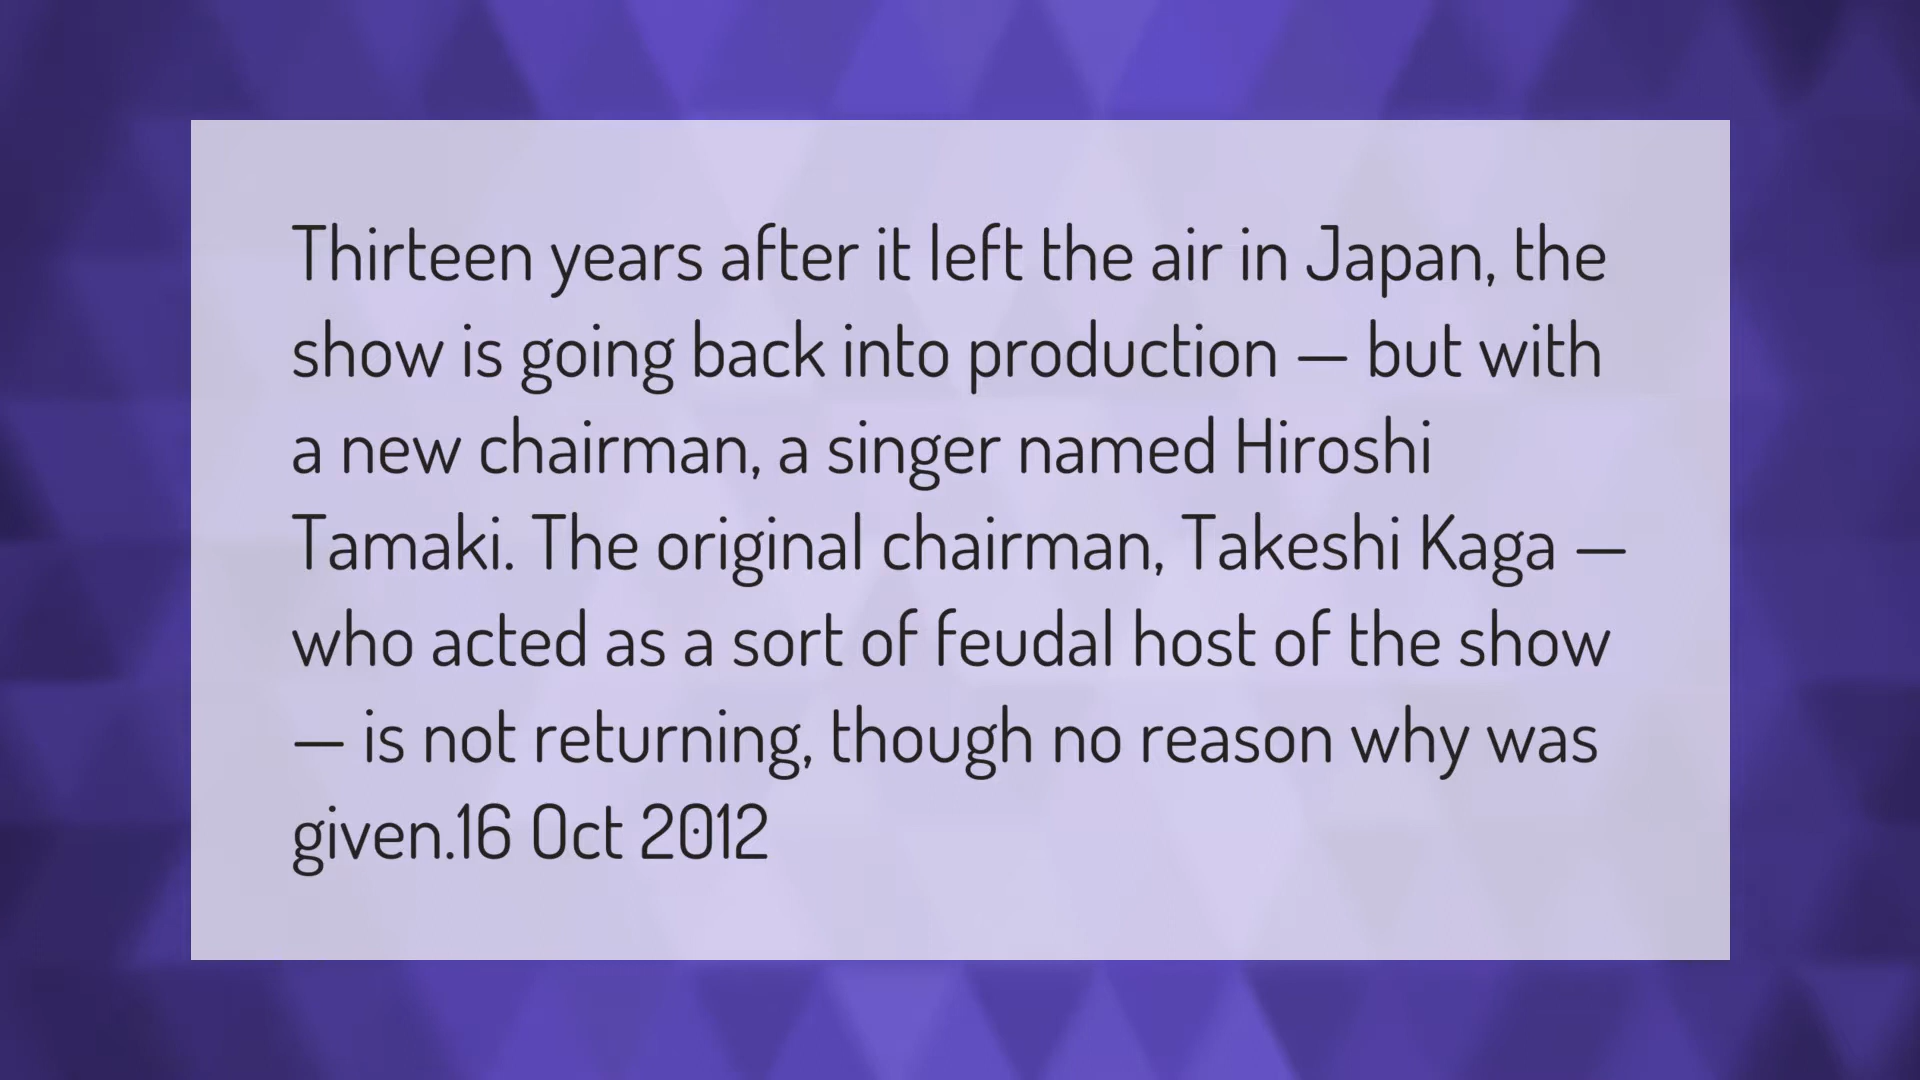 Thirteen years after it left the air in Japan, the
show is going back into production — but with
a new chairman, a singer named Hiroshi
Tamaki. The original chairman, Takeshi Kaga —
who acted as a sort of feudal host of the show
— is not returning, though no reason why was
given.16 Oct 2012